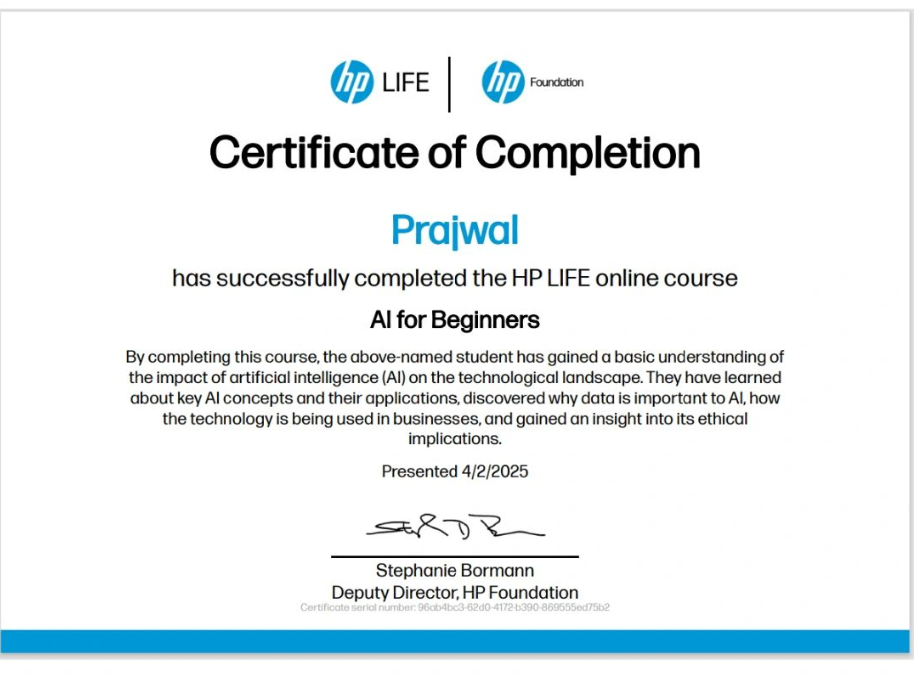 hp LIFE
hp Foundation
Certificate of Completion
Prajwal
has successfully completed the HP LIFE online course
AI for Beginners
By completing this course, the above-named student has gained a basic understanding of
the impact of artificial intelligence (AI) on the technological landscape. They have learned
about key AI concepts and their applications, discovered why data is important to AI, how
the technology is being used in businesses, and gained an insight into its ethical
implications.
Presented 4/2/2025
Stephanie Bormann
Deputy Director, HP Foundation
Certificate serial number: 96ab4bc3-62d0-4172-b390-869555ed75b2